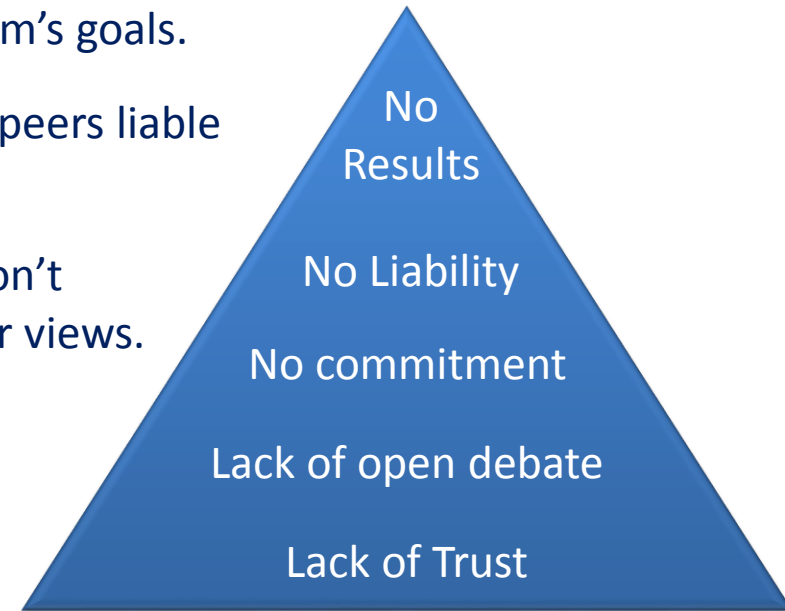 m's goals.
peers liable
on't
r views.
No
Results
No Liability
No commitment
Lack of open debate
Lack of Trust